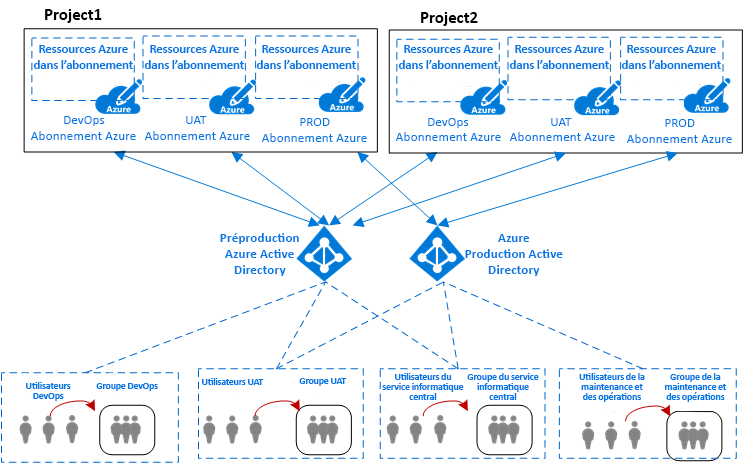 Project1
Project2
Ressources Azure
dans l'abonnement
Ressources Azure
dans l'abonnement
Ressources Azure
dans l'abonnement
Ressources Azure
dans l'abonnement
Ressources Azure
dans l'abonnement
Ressources Azure
dans l'abonnement
Azure
Azure
Azure
Azure
Azure
Azure
DevOps
Abonnement Azure
UAT
Abonnement Azure
PROD
Abonnement Azure
DevOps
Abonnement Azure
UAT
Abonnement Azure
PROD
Abonnement Azure
Préproduction
Azure Active
Directory
Azure
Production Active
Directory
Utilisateurs
DevOps
Groupe DevOps
Utilisateurs UAT
Groupe UAT
Utilisateurs du
service informatique
central
Groupe du service
informatique
central
Utilisateurs de la
maintenance et
des opérations
Groupe de la
maintenance et
des opérations